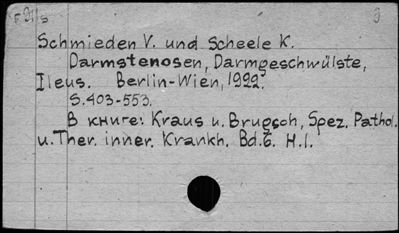 Schmieden V. und Scheele K.
Darmstenosen, Darmgeschwülste,
Ileus. Berlin-Wien, 1922.
S. 403-553.
В книге: Kraus u. Brugsch, Spez. Pathol.
u. Ther. inner. Krankh. Bd. 6. H. 1.